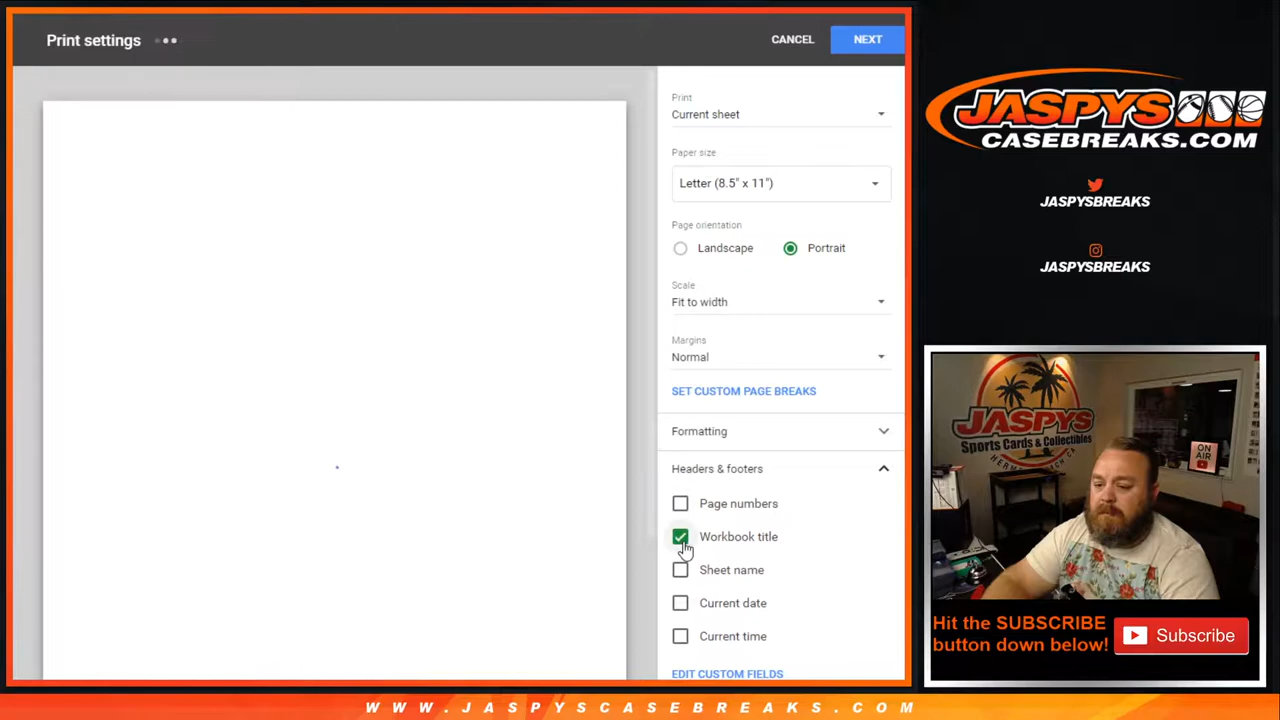 Print settings
CANCEL
NEXT
Print
Current sheet
Paper size
Letter (8.5" x 11")
Page orientation
Landscape
Portrait
Scale
Fit to width
Margins
Normal
SET CUSTOM PAGE BREAKS
Formatting
Headers & footers
Page numbers
Workbook title
Sheet name
Current date
Current time
EDIT CUSTOM FIELDS
JASPYS
CASEBREAKS.COM
JASPYSBREAKS
JASPYSBREAKS
JASPYS
Sports Cards & Collectibles
ON
AIR
Hit the SUBSCRIBE
button down below!
Subscribe
WWW.JASPYSCASEBREAKS.COM